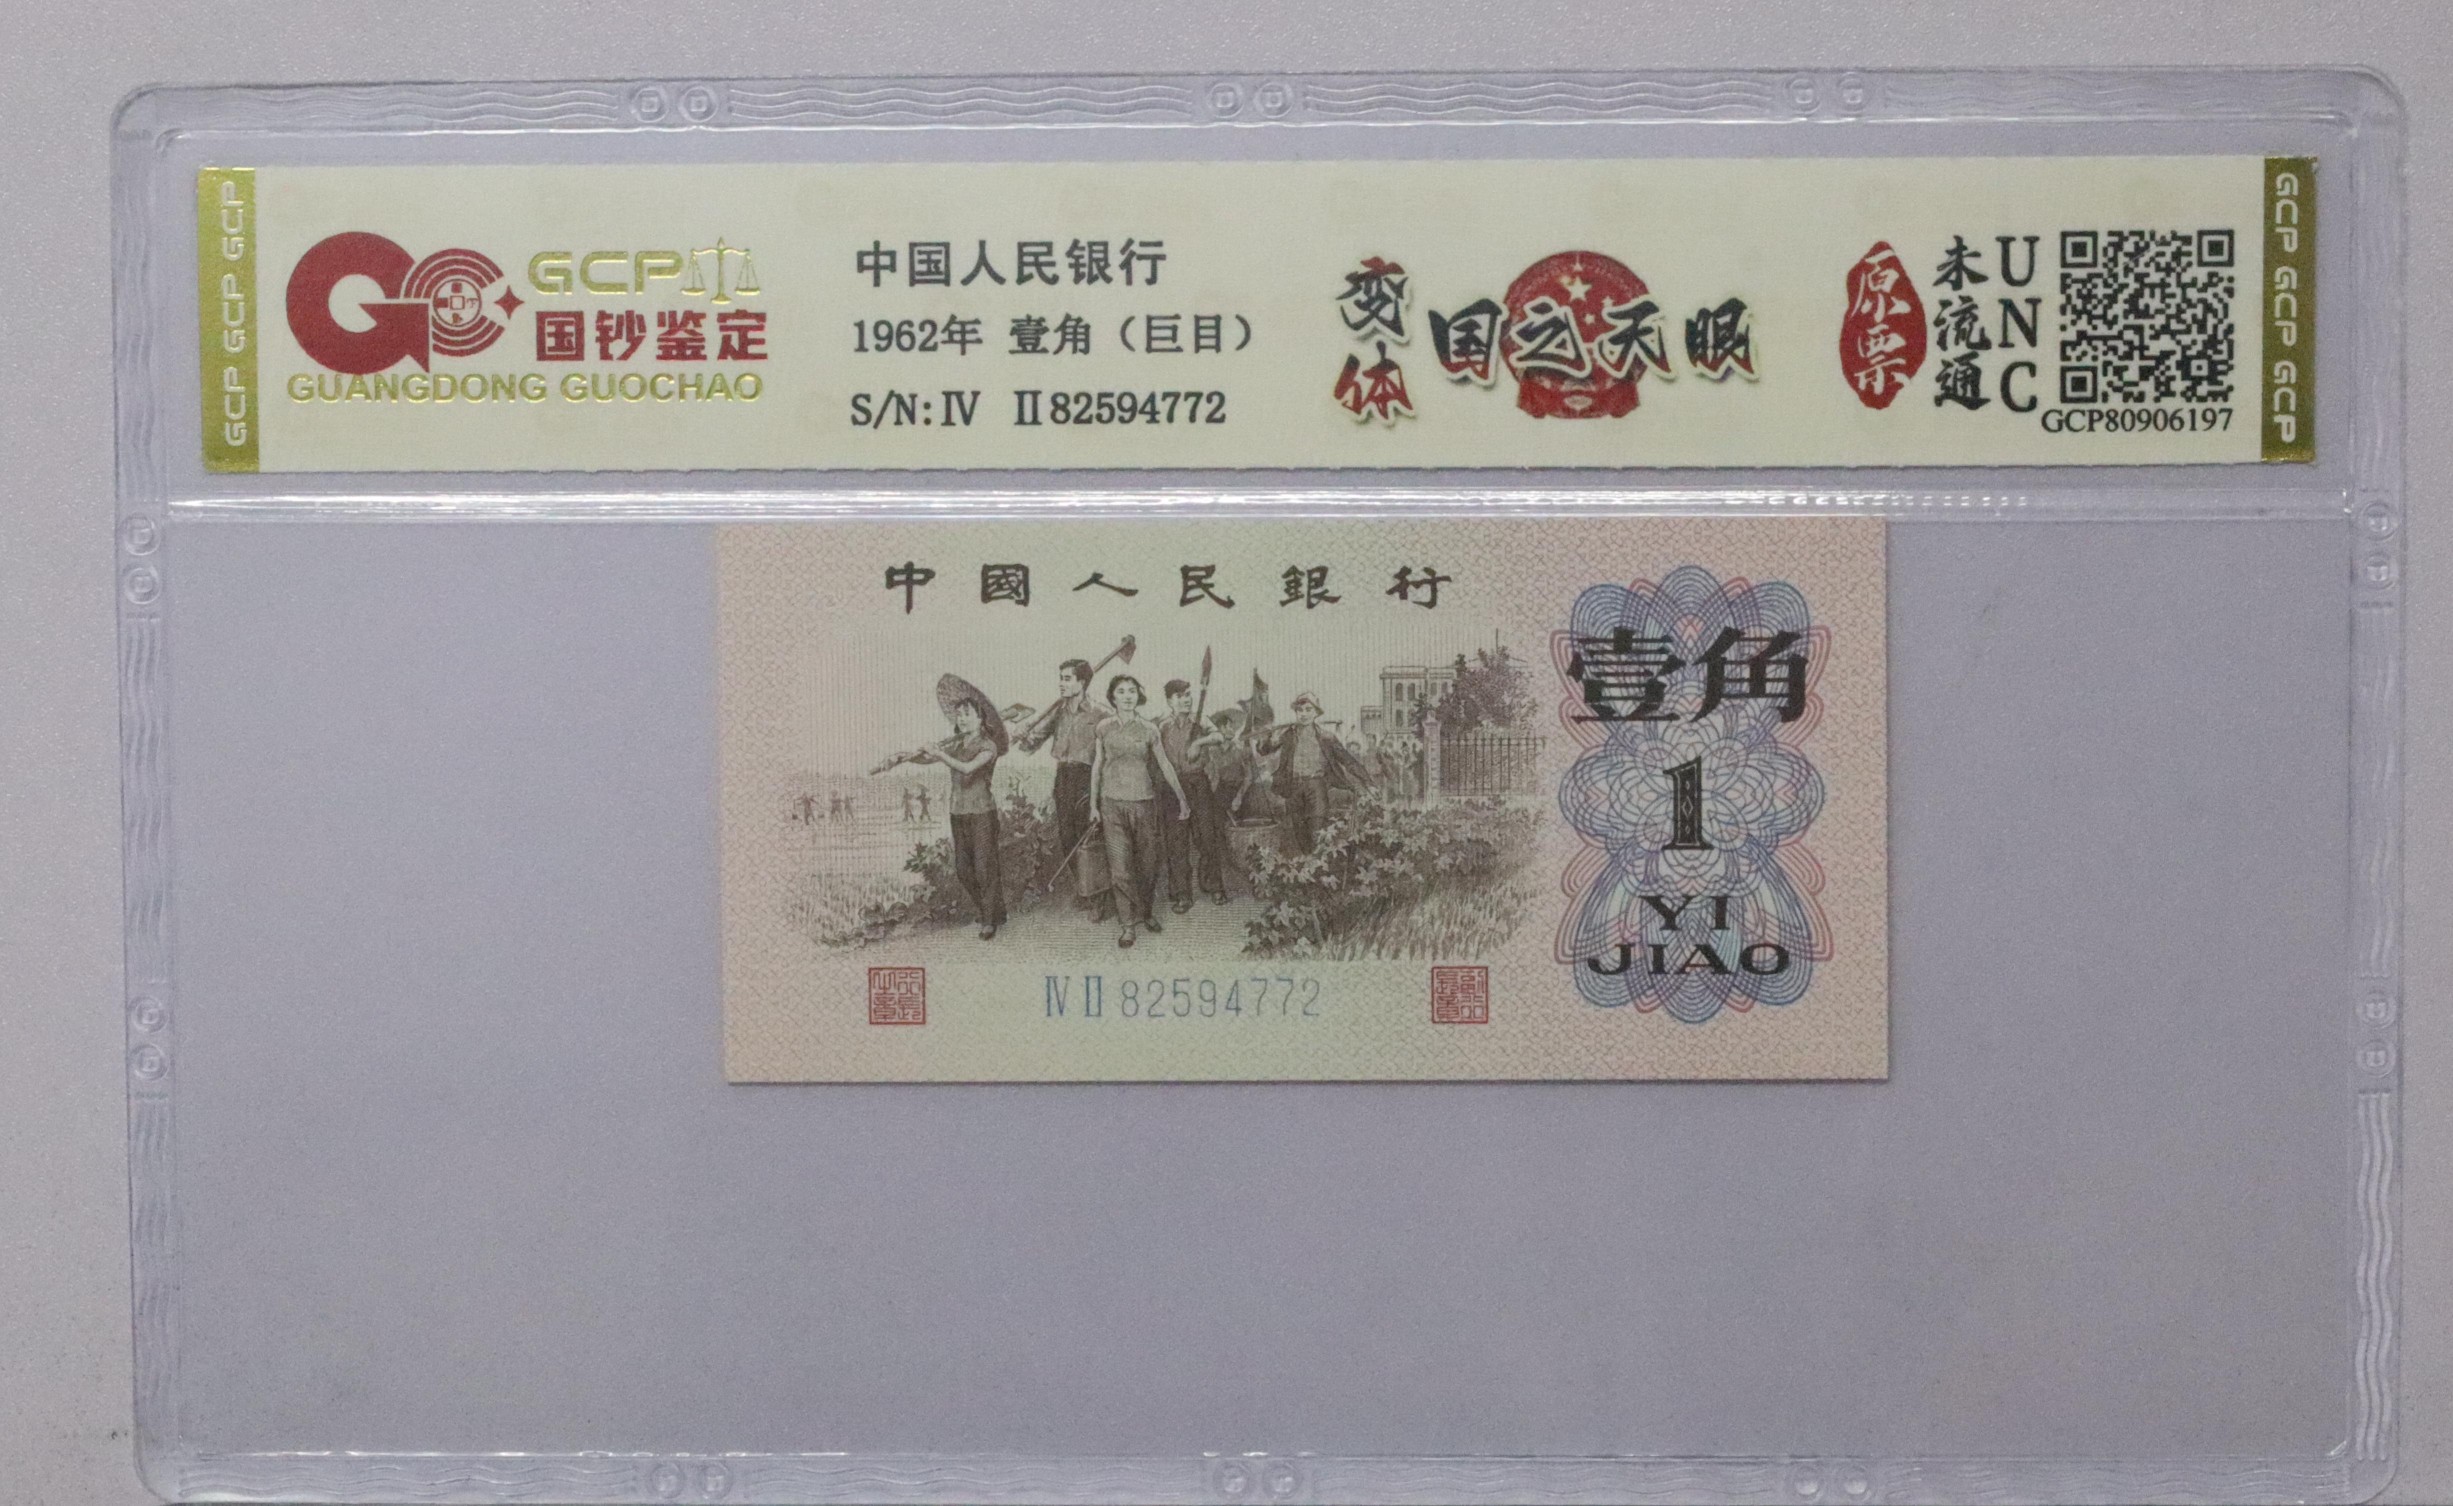 GCP GCP GCP
GCP
国钞鉴定
GUANGDONG GUOCHAO
中国人民银行
1962年 壹角（巨目）
S/N: IV II 82594772
变体
国之天眼
原票
未流通
UNC
GCP80906197
GCP GCP GCP
中國人民銀行
壹角
1
YI
JIAO
IV II 82594772